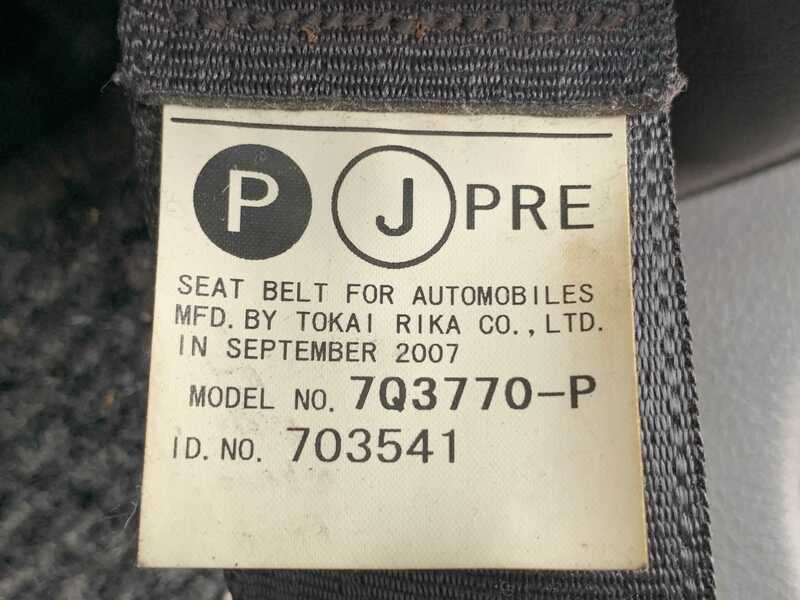 P J PRE
SEAT BELT FOR AUTOMOBILES
MFD. BY TOKAI RIKA CO., LTD.
IN SEPTEMBER 2007
MODEL NO. 7Q3770-P
ID. NO. 703541